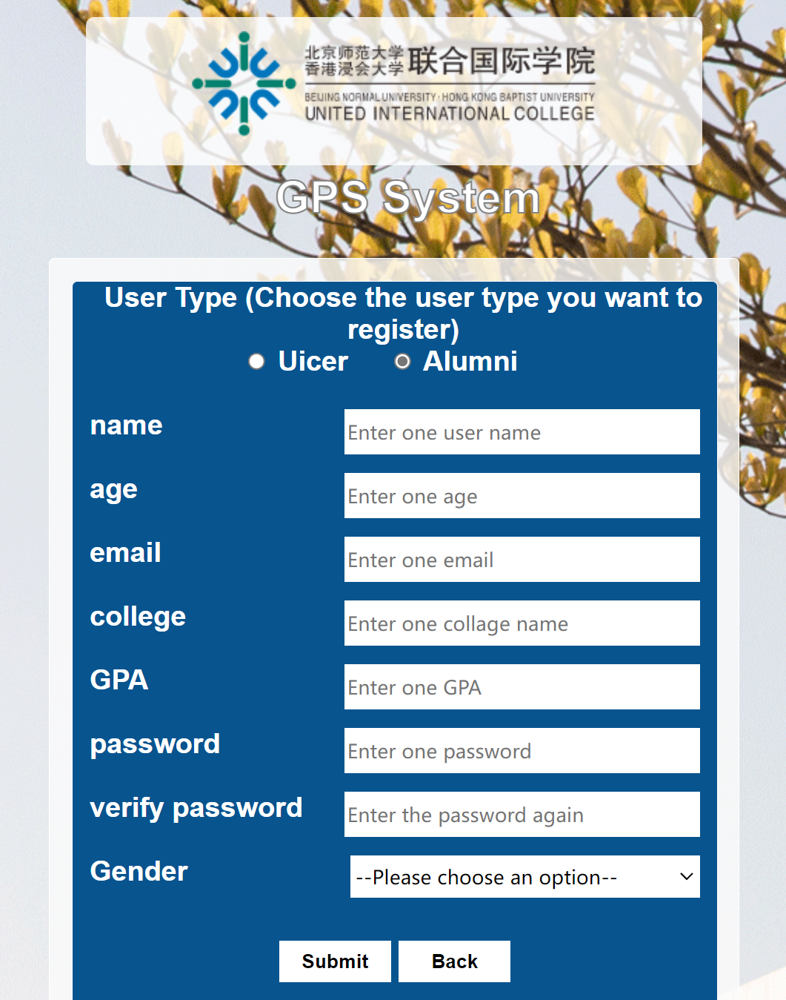 北京师范大学
香港浸会大学 联合国际学院
BEIJING NORMAL UNIVERSITY · HONG KONG BAPTIST UNIVERSITY
UNITED INTERNATIONAL COLLEGE
GPS System
User Type (Choose the user type you want to
register)
Uicer Alumni
name Enter one user name
age Enter one age
email Enter one email
college Enter one collage name
GPA Enter one GPA
password Enter one password
verify password Enter the password again
Gender --Please choose an option--
Submit Back